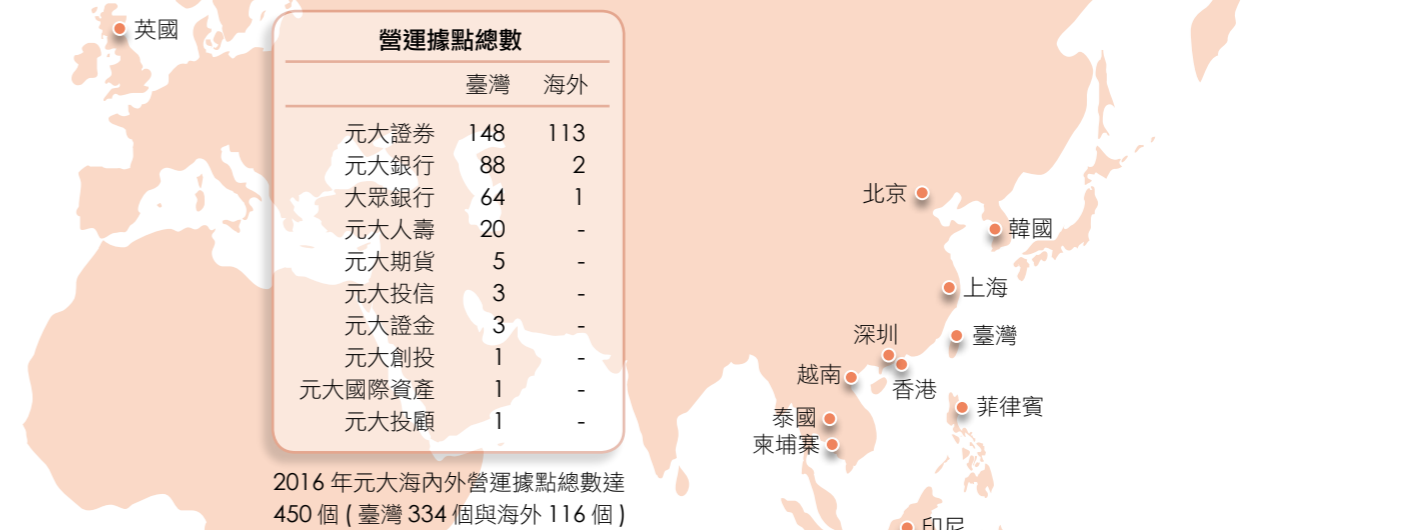 英國
營運據點總數
臺灣 海外
元大證券 148 113
元大銀行 88 2
大眾銀行 64 1
元大人壽 20 -
元大期貨 5 -
元大投信 3 -
元大證金 3 -
元大創投 1 -
元大國際資產 1 -
元大投顧 1 -
2016 年元大海內外營運據點總數達
450 個 ( 臺灣 334 個與海外 116 個 )
北京
韓國
上海
深圳
臺灣
越南
香港
菲律賓
泰國
柬埔寨
印尼